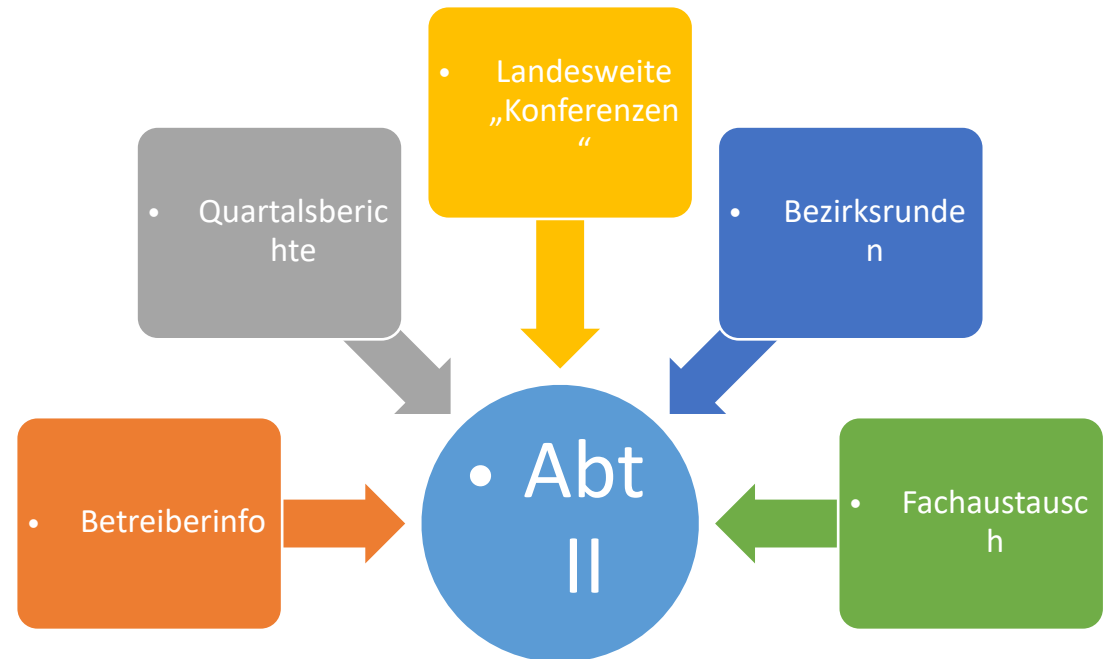 • Landesweite
„Konferenzen
“
• Quartalsberic
hte
• Bezirksrunde
n
• Betreiberinfo
• Abt
II
• Fachaustausc
h